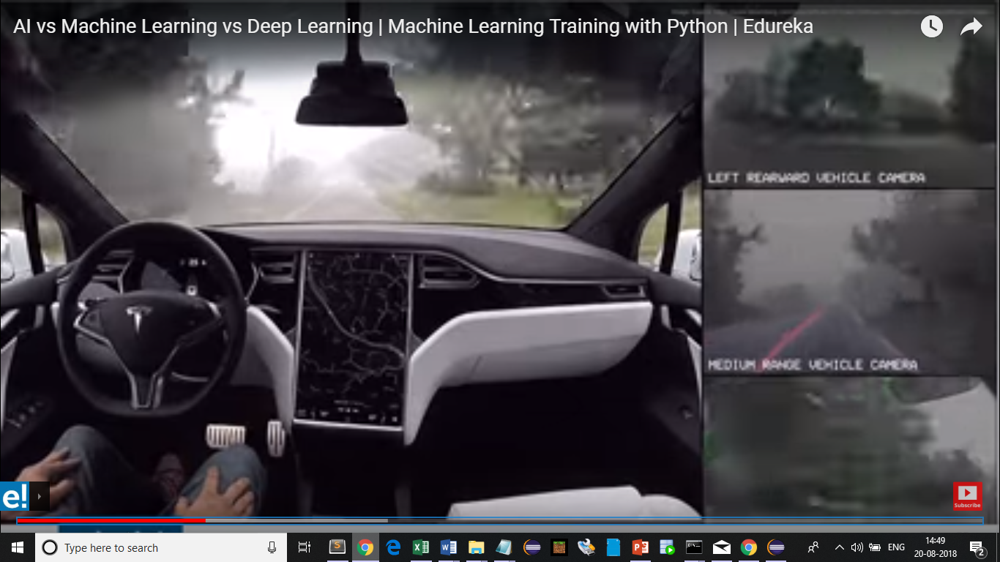 AI vs Machine Learning vs Deep Learning | Machine Learning Training with Python | Edureka
LEFT REARWARD VEHICLE CAMERA
MEDIUM RANGE VEHICLE CAMERA
e!
Subscribe
Type here to search
ENG
14:49
20-08-2018
2